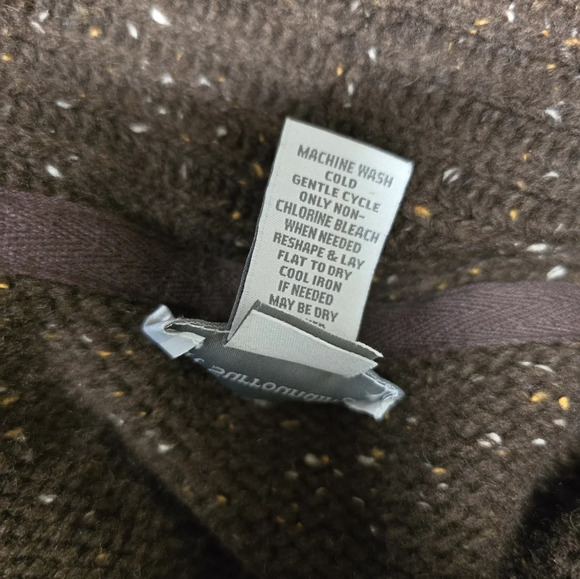 MACHINE WASH
COLD
GENTLE CYCLE
ONLY NON-
CHLORINE BLEACH
WHEN NEEDED
RESHAPE & LAY
FLAT TO DRY
COOL IRON
IF NEEDED
MAY BE DRY